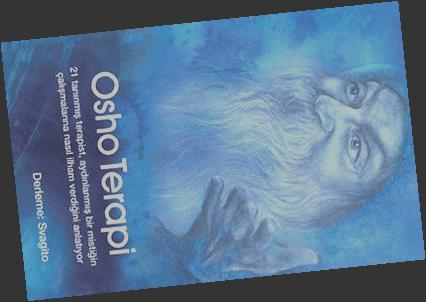 Osho Terapi
21 tanınmış terapist, aydınlanmış bir mistiğin
çalışmalarına nasıl ilham verdiğini anlatıyor
Derleme: Svagito